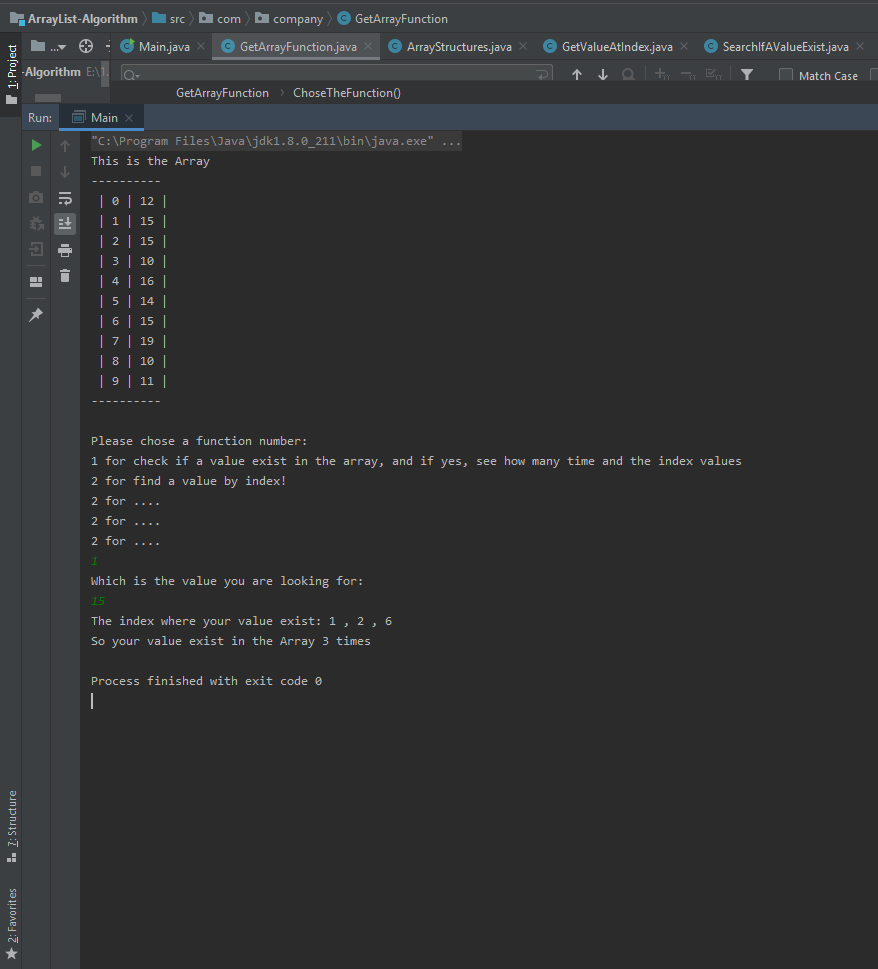 ArrayList-Algorithm src com company GetArrayFunction
... Main.java GetArrayFunction.java ArrayStructures.java GetValueAtIndex.java SearchIfAValueExist.java
1: Project
-Algorithm E:\1. Match Case
GetArrayFunction ChoseTheFunction()
Run: Main
"C:\Program Files\Java\jdk1.8.0_211\bin\java.exe" ...
This is the Array
----------
| 0 | 12 |
| 1 | 15 |
| 2 | 15 |
| 3 | 10 |
| 4 | 16 |
| 5 | 14 |
| 6 | 15 |
| 7 | 19 |
| 8 | 10 |
| 9 | 11 |
----------
Please chose a function number:
1 for check if a value exist in the array, and if yes, see how many time and the index values
2 for find a value by index!
2 for ....
2 for ....
2 for ....
1
Which is the value you are looking for:
15
The index where your value exist: 1 , 2 , 6
So your value exist in the Array 3 times
Process finished with exit code 0
7: Structure
2: Favorites